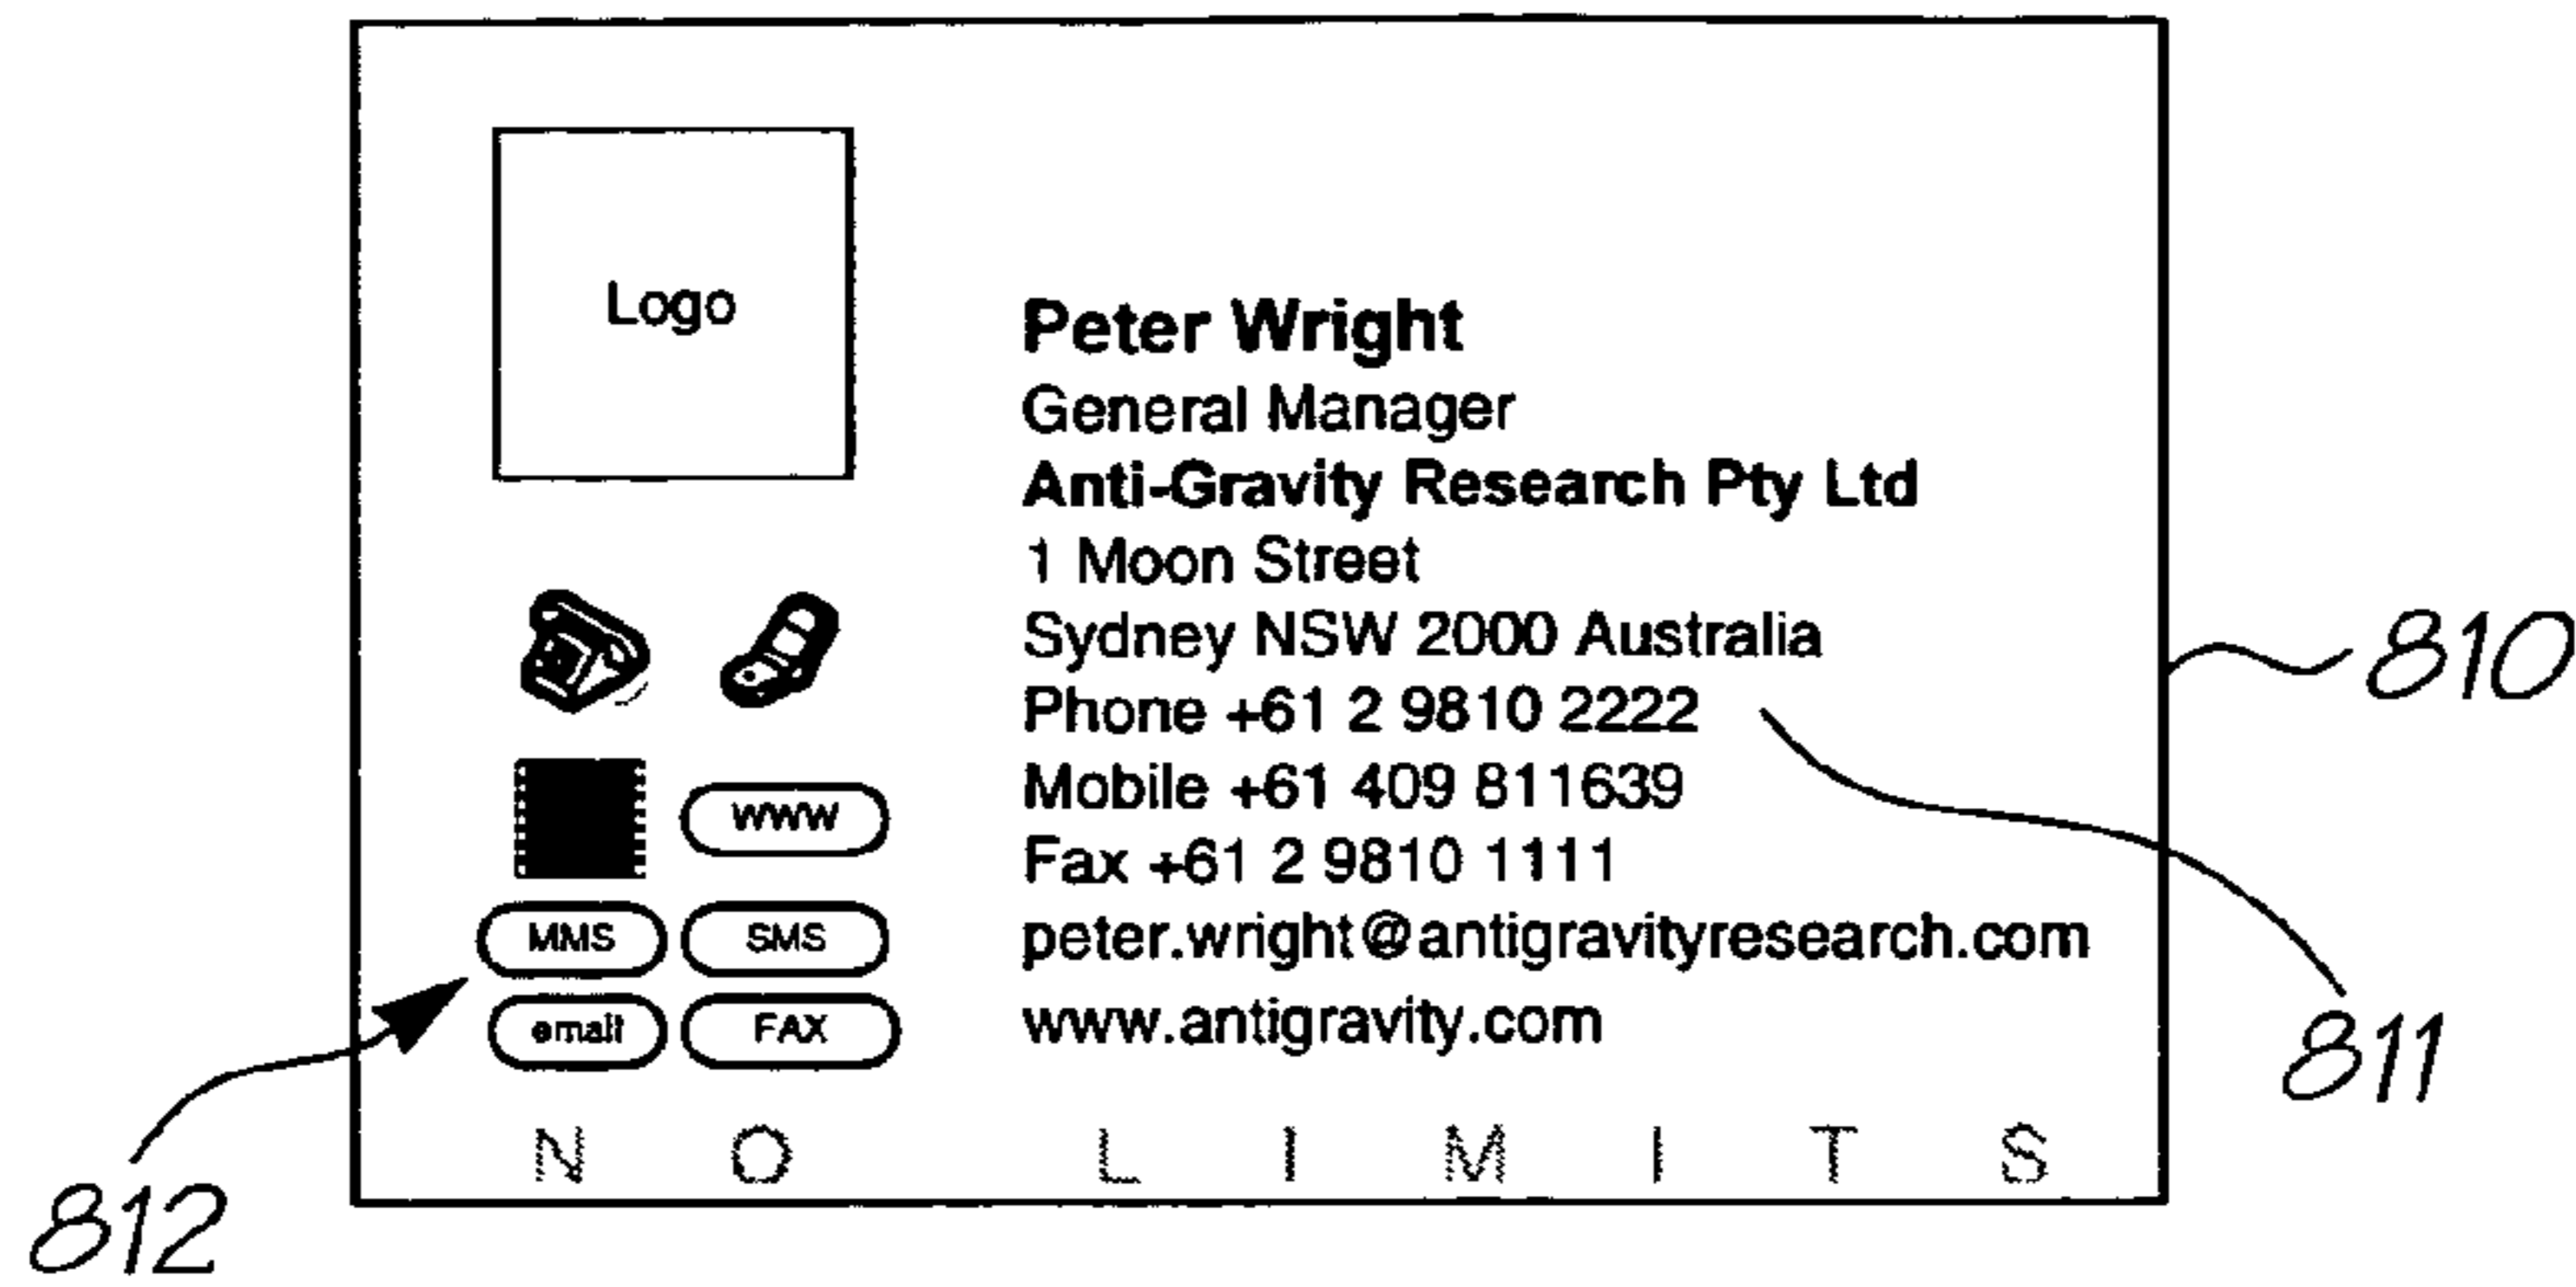 Logo
Peter Wright
General Manager
Anti-Gravity Research Pty Ltd
1 Moon Street
Sydney NSW 2000 Australia
Phone +61 2 9810 2222
Mobile +61 409 811639
Fax +61 2 9810 1111
peter.wright@antigravityresearch.com
www.antigravity.com
WWW
MMS SMS
email FAX
NO LIMITS
810
811
812